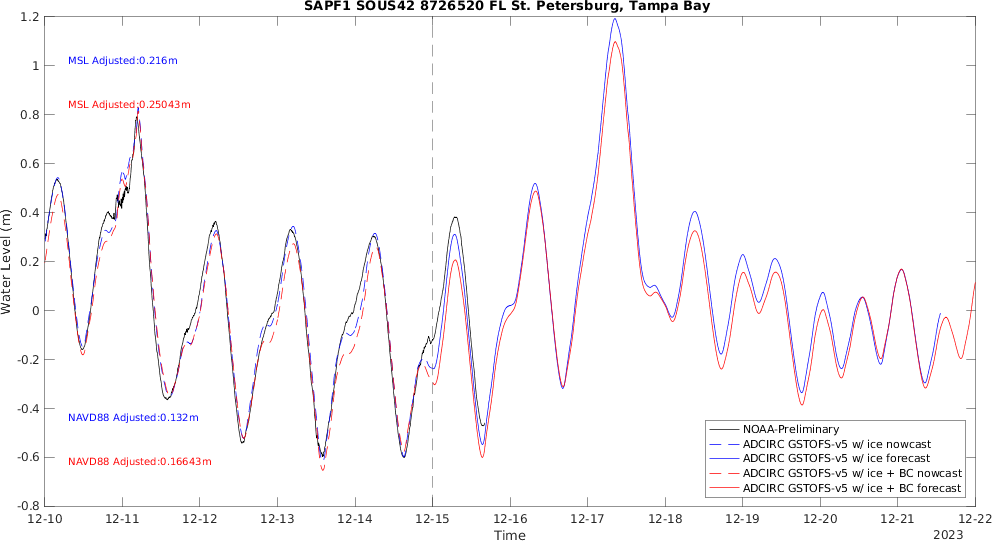 SAPF1 SOUS42 8726520 FL St. Petersburg, Tampa Bay
1.2
1
0.8
0.6
0.4
0.2
0
-0.2
-0.4
-0.6
-0.8
Water Level (m)
MSL Adjusted:0.216m
MSL Adjusted:0.25043m
NAVD88 Adjusted:0.132m
NAVD88 Adjusted:0.16643m
NOAA-Preliminary
ADCIRC GSTOFS-v5 w/ ice nowcast
ADCIRC GSTOFS-v5 w/ ice forecast
ADCIRC GSTOFS-v5 w/ ice + BC nowcast
ADCIRC GSTOFS-v5 w/ ice + BC forecast
12-10 12-11 12-12 12-13 12-14 12-15 12-16 12-17 12-18 12-19 12-20 12-21 12-22
Time
2023